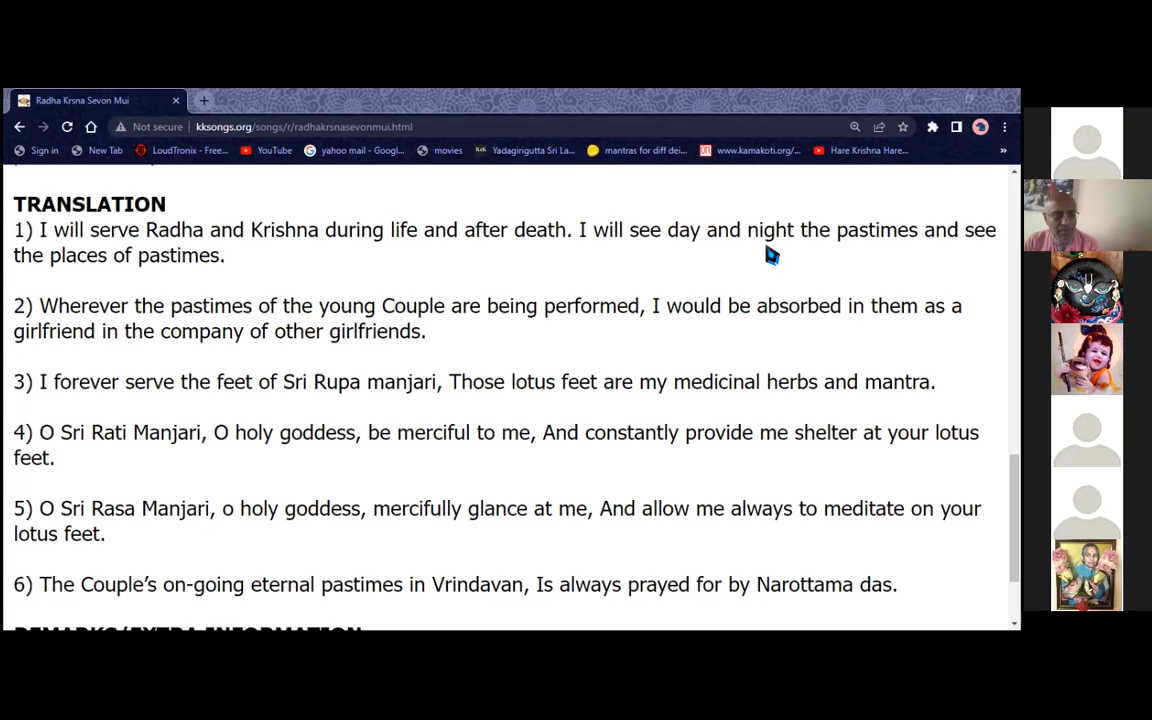 Radha Krsna Sevon Mui
Not secure kksongs.org/songs/r/radhakrsnasevonmui.html
Sign in New Tab LoudTronix - Free... YouTube yahoo mail - Googl... movies Yadagirigutta Sri La... mantras for diff dei... www.kamakoti.org/... Hare Krishna Hare... »
TRANSLATION
1) I will serve Radha and Krishna during life and after death. I will see day and night the pastimes and see
the places of pastimes.
2) Wherever the pastimes of the young Couple are being performed, I would be absorbed in them as a
girlfriend in the company of other girlfriends.
3) I forever serve the feet of Sri Rupa manjari, Those lotus feet are my medicinal herbs and mantra.
4) O Sri Rati Manjari, O holy goddess, be merciful to me, And constantly provide me shelter at your lotus
feet.
5) O Sri Rasa Manjari, o holy goddess, mercifully glance at me, And allow me always to meditate on your
lotus feet.
6) The Couple’s on-going eternal pastimes in Vrindavan, Is always prayed for by Narottama das.
REMARKS/EXTRA INFORMATION